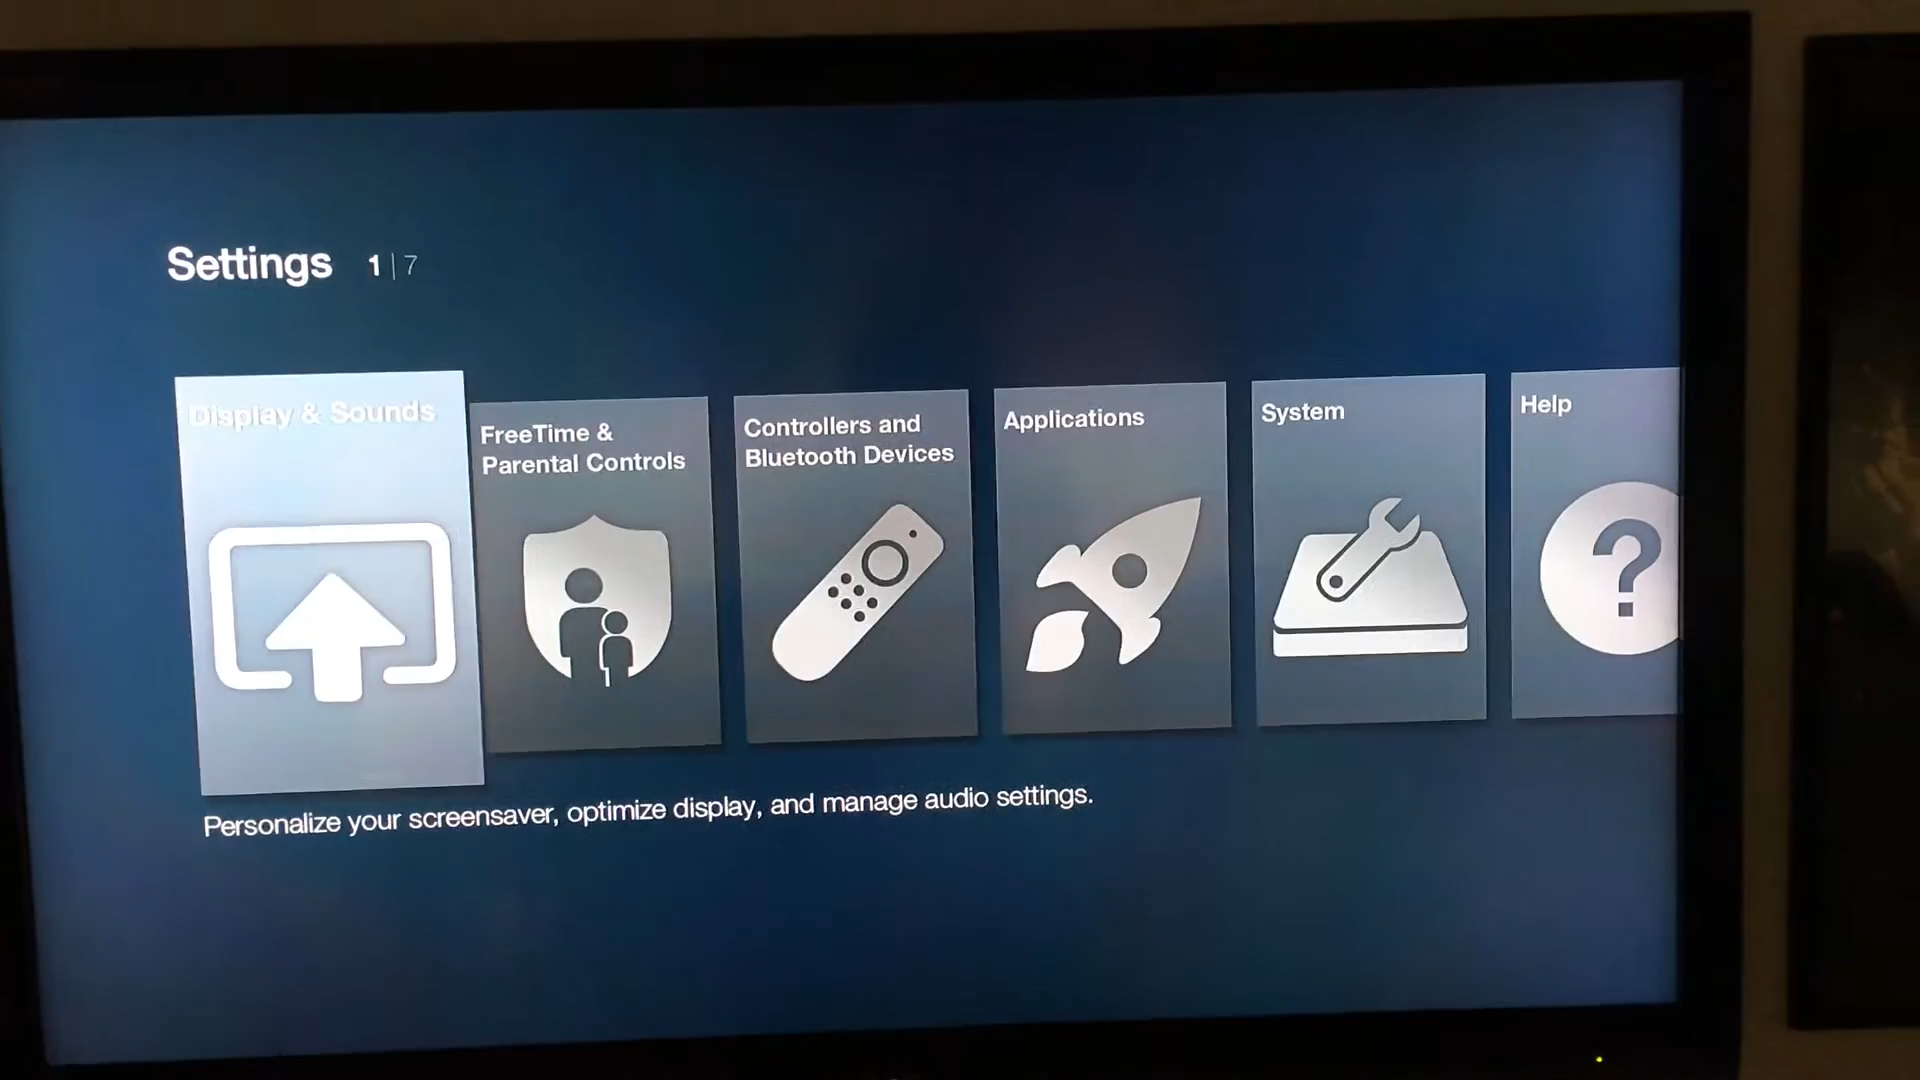 Settings 1|7
Display & Sounds
FreeTime &
Parental Controls
Controllers and
Bluetooth Devices
Applications
System
Help
?
Personalize your screensaver, optimize display, and manage audio settings.